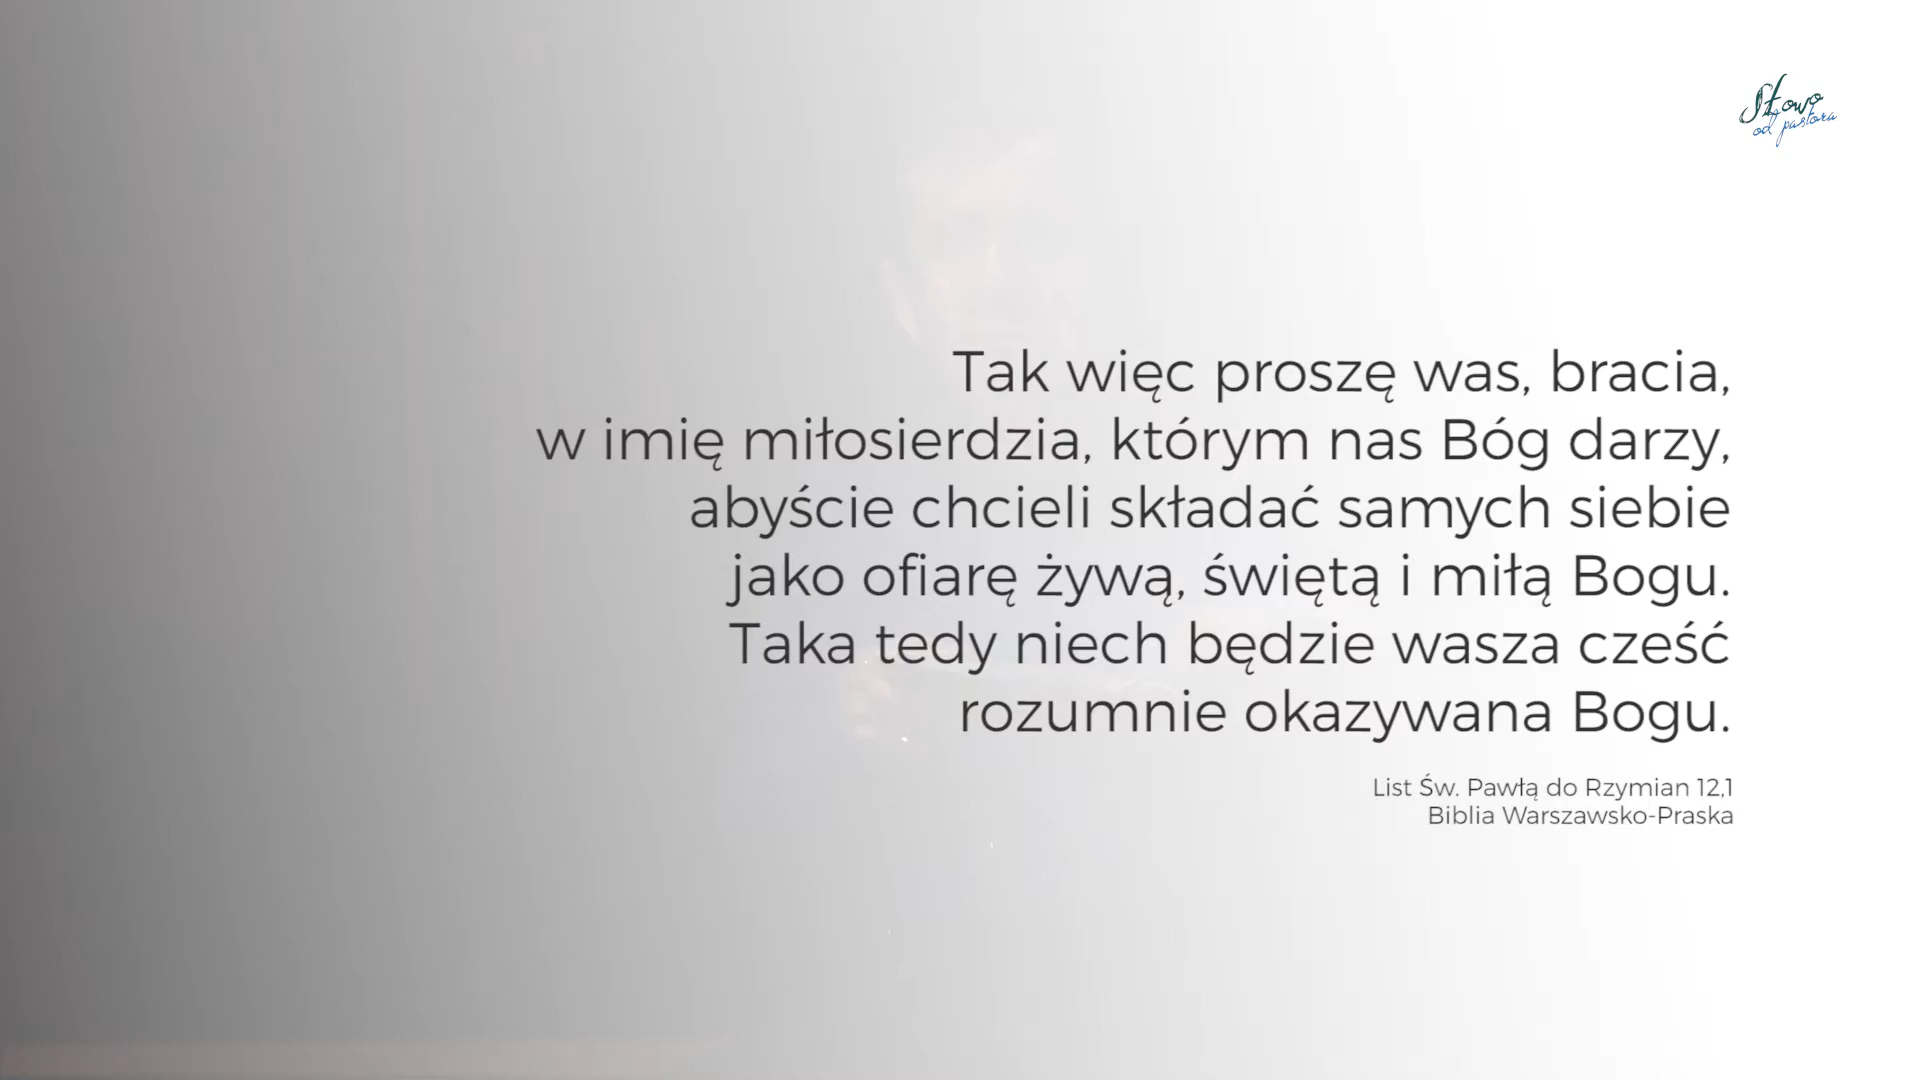 Słowo
od pastora
Tak więc proszę was, bracia,
w imię miłosierdzia, którym nas Bóg darzy,
abyście chcieli składać samych siebie
jako ofiarę żywą, świętą i miłą Bogu.
Taka tedy niech będzie wasza cześć
rozumnie okazywana Bogu.
List Św. Pawłą do Rzymian 12,1
Biblia Warszawsko-Praska